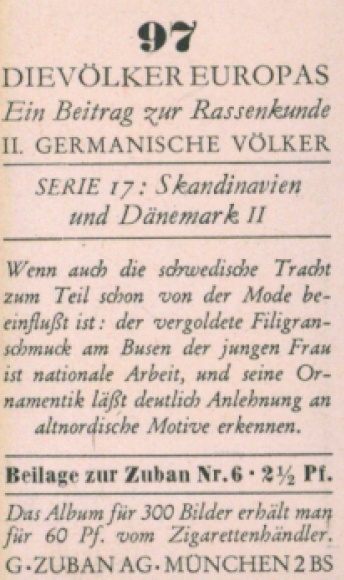 97
DIE VÖLKER EUROPAS
Ein Beitrag zur Rassenkunde
II. GERMANISCHE VÖLKER
SERIE 17: Skandinavien
und Dänemark II
Wenn auch die schwedische Tracht
zum Teil schon von der Mode be-
einflußt ist: der vergoldete Filigran-
schmuck am Busen der jungen Frau
ist nationale Arbeit, und seine Or-
namentik läßt deutlich Anlehnung an
altnordische Motive erkennen.
Beilage zur Zuban Nr. 6 · 2½ Pf.
Das Album für 300 Bilder erhält man
für 60 Pf. vom Zigarettenhändler.
G·ZUBAN AG·MÜNCHEN 2 BS